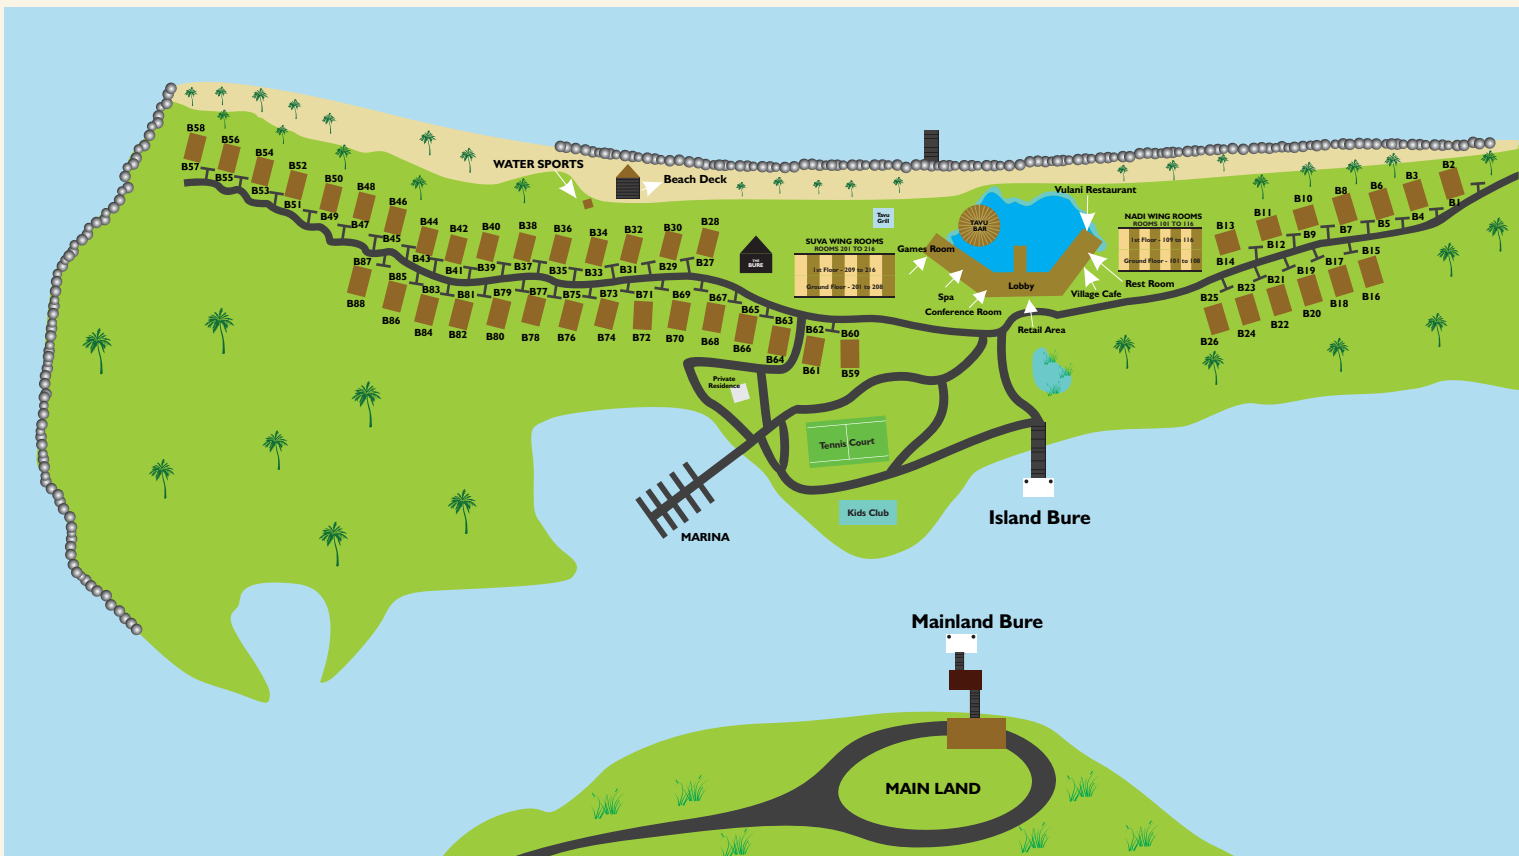 B58
B56
B54
B52
B50
B48
B46
B44
B42
B40
B38
B36
B34
B32
B30
B28
B57
B55
B53
B51
B49
B47
B45
B43
B41
B39
B37
B35
B33
B31
B29
B27
WATER SPORTS
Beach Deck
THE
BURE
Tavu
Grill
SUVA WING ROOMS
ROOMS 201 TO 216
1st Floor - 209 to 216
Ground Floor - 201 to 208
TAVU
BAR
Games Room
Spa
Conference Room
Lobby
Retail Area
Village Cafe
Rest Room
Vulani Restaurant
NADI WING ROOMS
ROOMS 101 TO 116
1st Floor - 109 to 116
Ground Floor - 101 to 108
B13
B11
B10
B8
B6
B3
B2
B14
B12
B9
B7
B5
B4
B1
B25
B23
B21
B19
B17
B15
B26
B24
B22
B20
B18
B16
B87
B85
B83
B81
B79
B77
B75
B73
B71
B69
B67
B65
B63
B62
B60
B88
B86
B84
B82
B80
B78
B76
B74
B72
B70
B68
B66
B64
B61
B59
Private
Residence
Tennis Court
Kids Club
MARINA
Island Bure
Mainland Bure
MAIN LAND